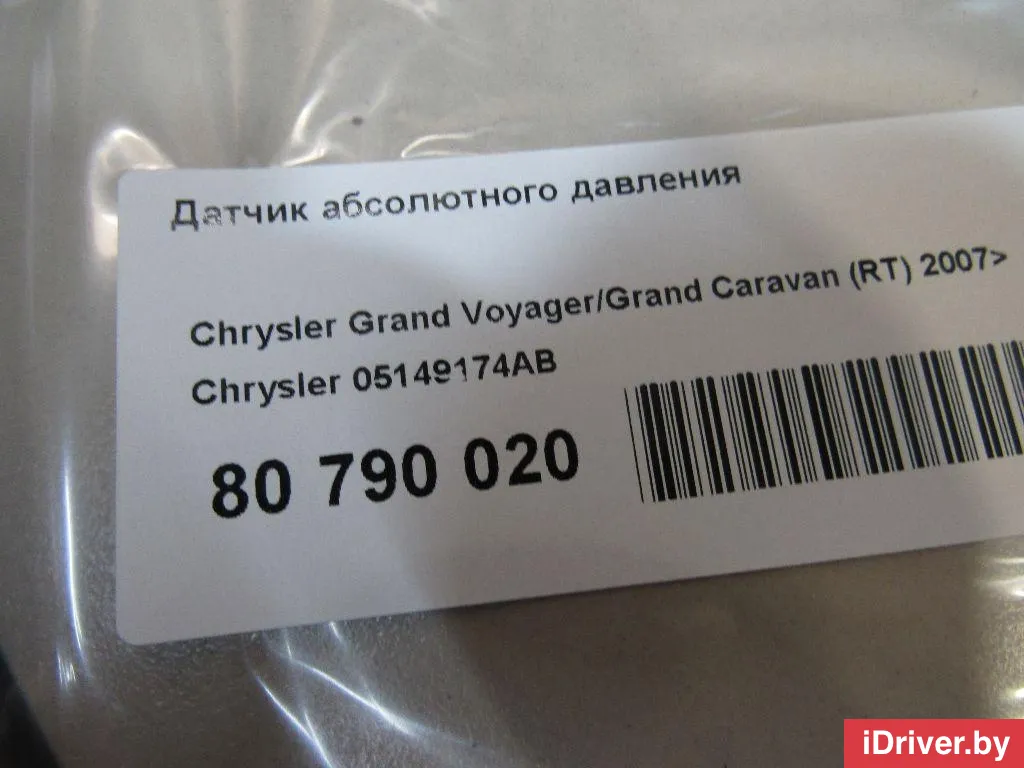 Датчик абсолютного давления
Chrysler Grand Voyager/Grand Caravan (RT) 2007>
Chrysler 05149174AB
80 790 020
iDriver.by